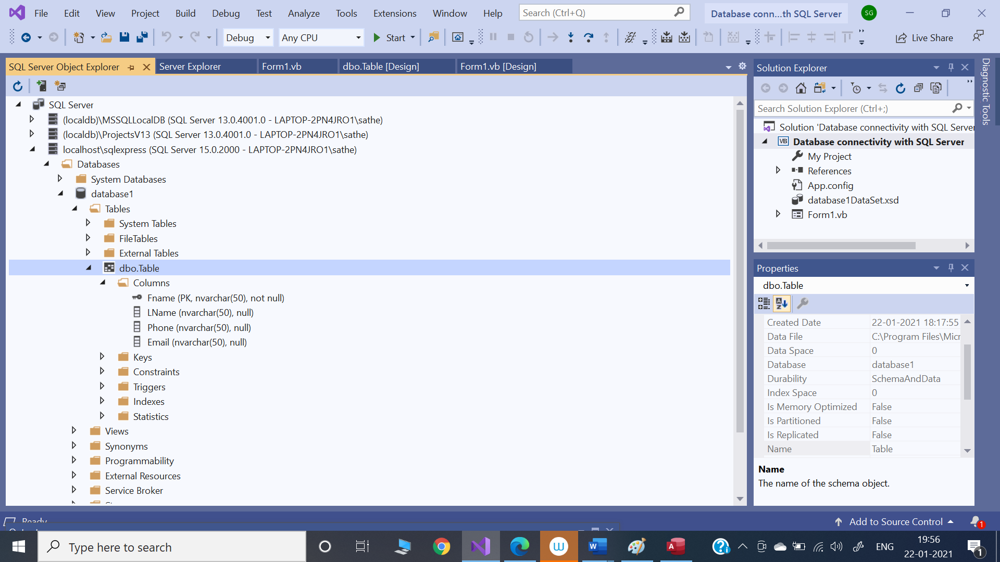 File Edit View Project Build Debug Test Analyze Tools Extensions Window Help Search (Ctrl+Q) Database conn...th SQL Server SG
Debug Any CPU Start Live Share
SQL Server Object Explorer Server Explorer Form1.vb dbo.Table [Design] Form1.vb [Design]
SQL Server
(localdb)\MSSQLLocalDB (SQL Server 13.0.4001.0 - LAPTOP-2PN4JRO1\sathe)
(localdb)\ProjectsV13 (SQL Server 13.0.4001.0 - LAPTOP-2PN4JRO1\sathe)
localhost\sqlexpress (SQL Server 15.0.2000 - LAPTOP-2PN4JRO1\sathe)
Databases
System Databases
database1
Tables
System Tables
FileTables
External Tables
dbo.Table
Columns
Fname (PK, nvarchar(50), not null)
LName (nvarchar(50), null)
Phone (nvarchar(50), null)
Email (nvarchar(50), null)
Keys
Constraints
Triggers
Indexes
Statistics
Views
Synonyms
Programmability
External Resources
Service Broker
Solution Explorer
Search Solution Explorer (Ctrl+;)
Solution 'Database connectivity with SQL Server
VB Database connectivity with SQL Server
My Project
References
App.config
database1DataSet.xsd
Form1.vb
Diagnostic Tools
Properties
dbo.Table
Created Date 22-01-2021 18:17:55
Data File C:\Program Files\Micr
Data Space 0
Database database1
Durability SchemaAndData
Index Space 0
Is Memory Optimized False
Is Partitioned False
Is Replicated False
Name Table
Name
The name of the schema object.
Ready
Add to Source Control 1
Type here to search
ENG
19:56
22-01-2021
1